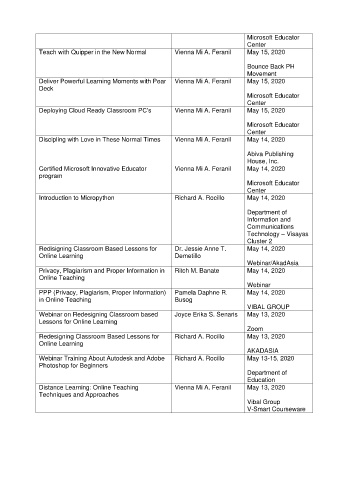 Microsoft Educator
Center
Teach with Quipper in the New Normal
Vienna Mi A. Feranil
May 15, 2020
Bounce Back PH
Movement
Deliver Powerful Learning Moments with Pear
Deck
Vienna Mi A. Feranil
May 15, 2020
Microsoft Educator
Center
Deploying Cloud Ready Classroom PC's
Vienna Mi A. Feranil
May 15, 2020
Microsoft Educator
Center
Discipling with Love in These Normal Times
Vienna Mi A. Feranil
May 14, 2020
Abiva Publishing
House, Inc.
Certified Microsoft Innovative Educator
program
Vienna Mi A. Feranil
May 14, 2020
Microsoft Educator
Center
Introduction to Micropython
Richard A. Rocillo
May 14, 2020
Department of
Information and
Communications
Technology – Visayas
Cluster 2
Redisigning Classroom Based Lessons for
Online Learning
Dr. Jessie Anne T.
Demetillo
May 14, 2020
Webinar/AkadAsia
Privacy, Plagiarism and Proper Information in
Online Teaching
Ritch M. Banate
May 14, 2020
Webinar
PPP (Privacy, Plagiarism, Proper Information)
in Online Teaching
Pamela Daphne R.
Busog
May 14, 2020
VIBAL GROUP
Webinar on Redesigning Classroom based
Lessons for Online Learning
Joyce Erika S. Senaris
May 13, 2020
Zoom
Redesigning Classroom Based Lessons for
Online Learning
Richard A. Rocillo
May 13, 2020
AKADASIA
Webinar Training About Autodesk and Adobe
Photoshop for Beginners
Richard A. Rocillo
May 13-15, 2020
Department of
Education
Distance Learning: Online Teaching
Techniques and Approaches
Vienna Mi A. Feranil
May 13, 2020
Vibal Group
V-Smart Courseware